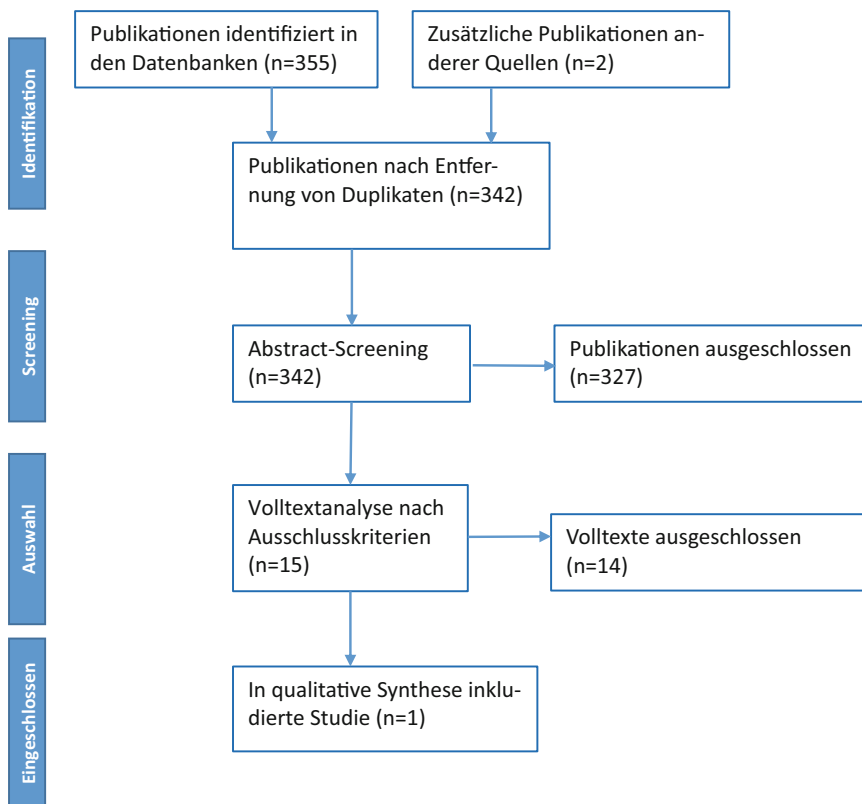 Identifikation
Publikationen identifiziert in
den Datenbanken (n=355)
Zusätzliche Publikationen an-
derer Quellen (n=2)
Publikationen nach Entfer-
nung von Duplikaten (n=342)
Screening
Abstract-Screening
(n=342)
Publikationen ausgeschlossen
(n=327)
Auswahl
Volltextanalyse nach
Ausschlusskriterien
(n=15)
Volltexte ausgeschlossen
(n=14)
Eingeschlossen
In qualitative Synthese inklu-
dierte Studie (n=1)